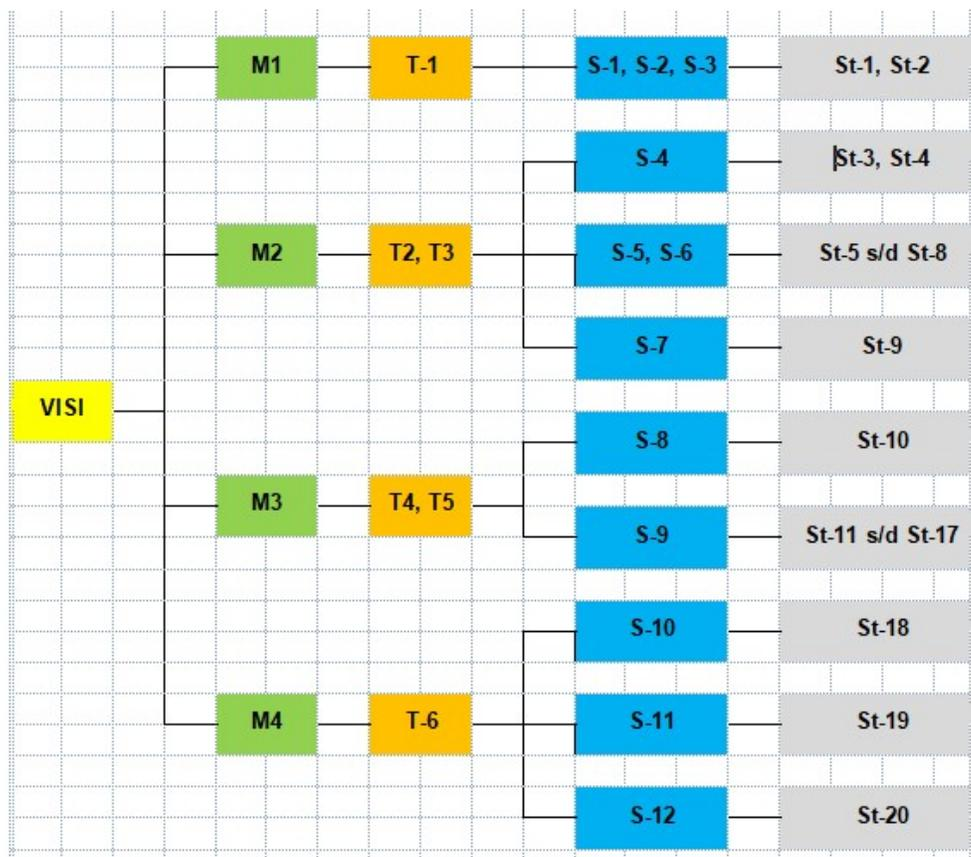 M1 T-1 S-1, S-2, S-3 St-1, St-2
S-4 St-3, St-4
M2 T2, T3 S-5, S-6 St-5 s/d St-8
S-7 St-9
VISI
S-8 St-10
M3 T4, T5
S-9 St-11 s/d St-17
S-10 St-18
M4 T-6 S-11 St-19
S-12 St-20